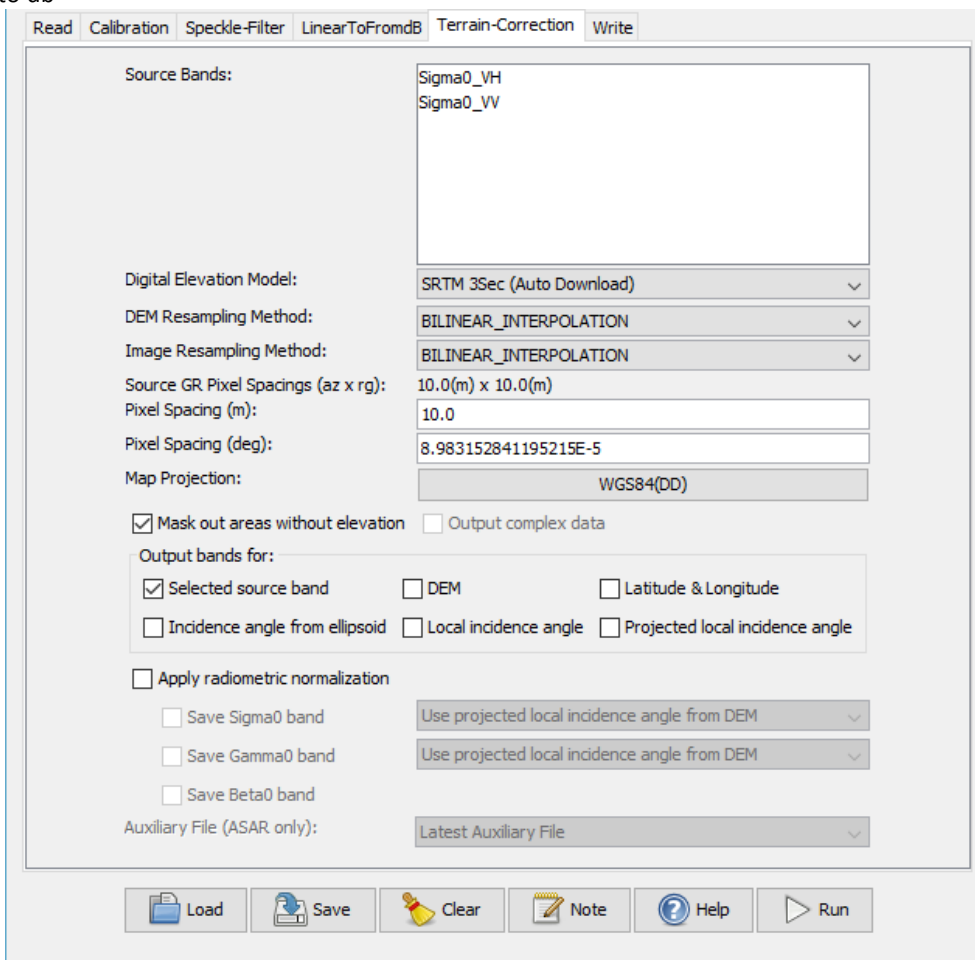 to db
Read Calibration Speckle-Filter LinearToFromdB Terrain-Correction Write
Source Bands:
Sigma0_VH
Sigma0_VV
Digital Elevation Model: SRTM 3Sec (Auto Download)
DEM Resampling Method: BILINEAR_INTERPOLATION
Image Resampling Method: BILINEAR_INTERPOLATION
Source GR Pixel Spacings (az x rg): 10.0(m) x 10.0(m)
Pixel Spacing (m): 10.0
Pixel Spacing (deg): 8.983152841195215E-5
Map Projection: WGS84(DD)
Mask out areas without elevation Output complex data
Output bands for:
Selected source band DEM Latitude & Longitude
Incidence angle from ellipsoid Local incidence angle Projected local incidence angle
Apply radiometric normalization
Save Sigma0 band Use projected local incidence angle from DEM
Save Gamma0 band Use projected local incidence angle from DEM
Save Beta0 band
Auxiliary File (ASAR only): Latest Auxiliary File
Load Save Clear Note Help Run